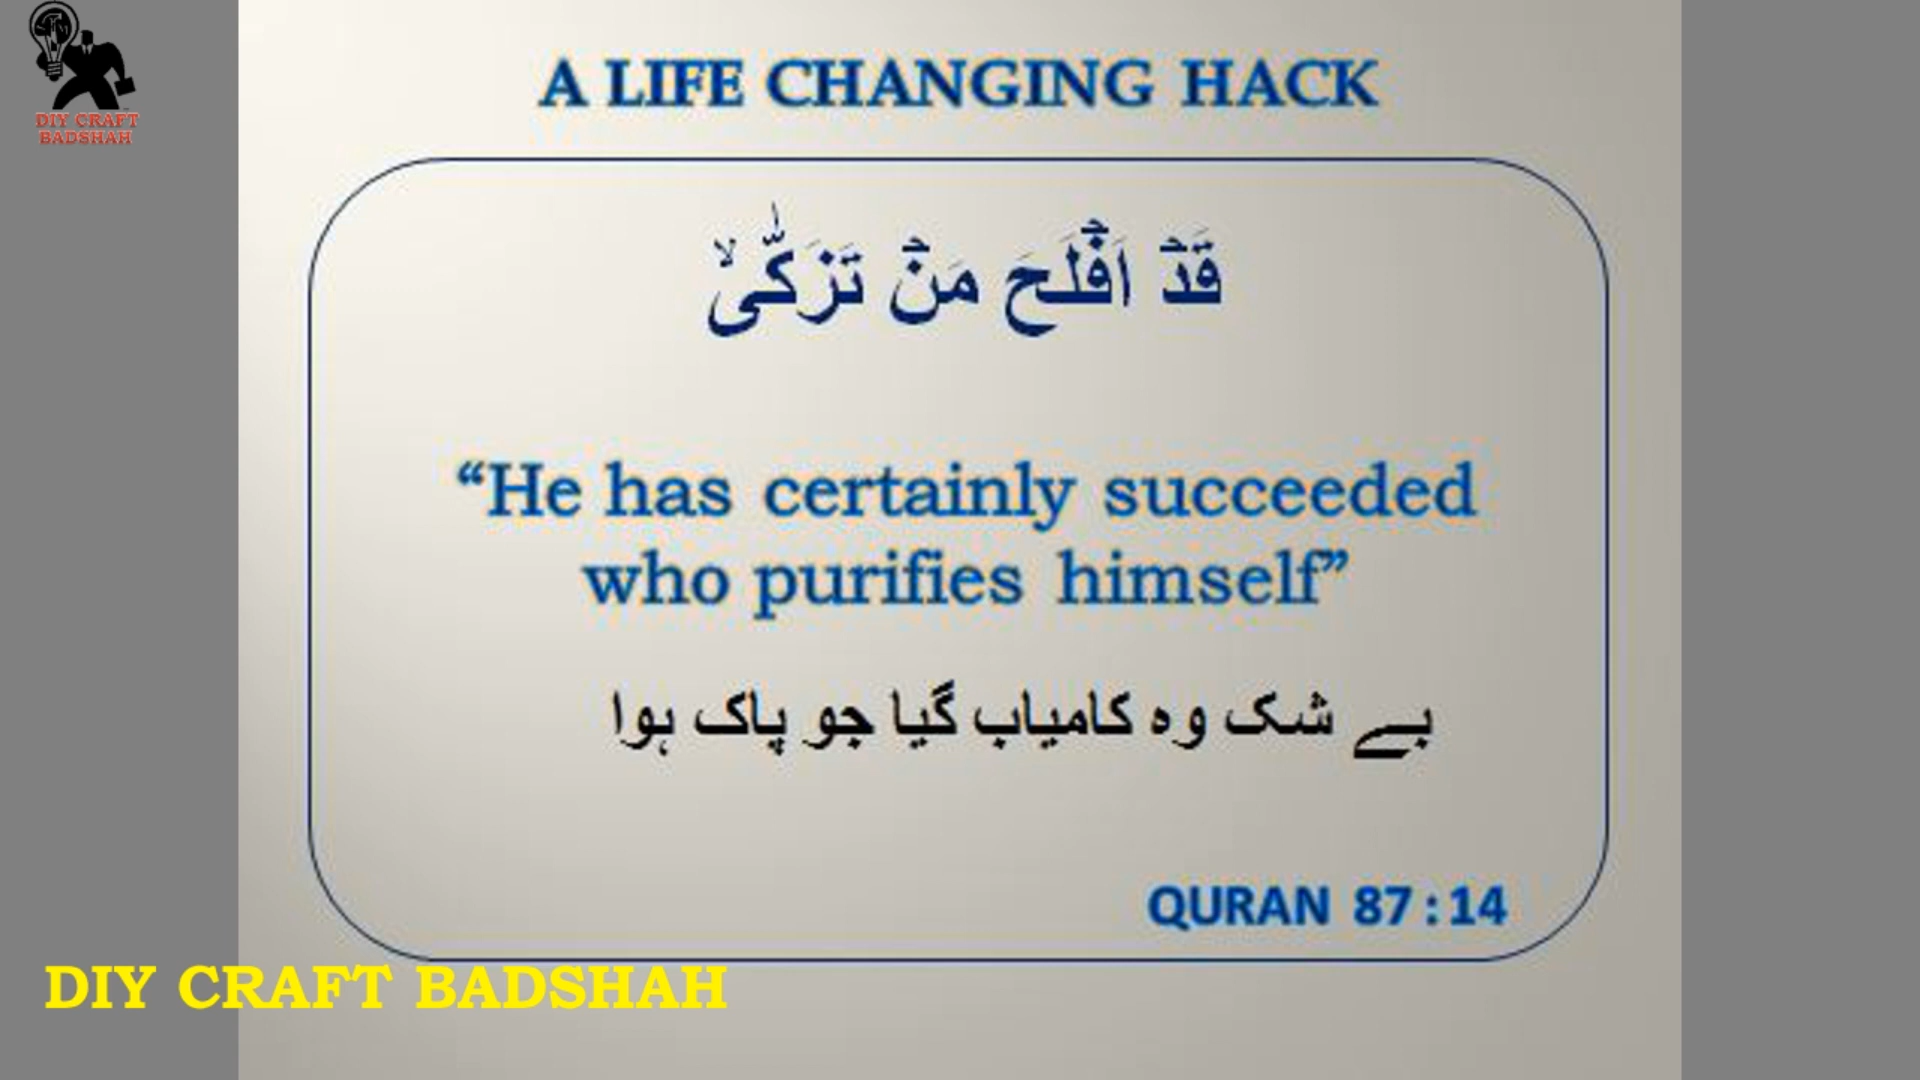 DIY CRAFT
BADSHAH
A LIFE CHANGING HACK
قَدۡ اَفۡلَحَ مَنۡ تَزَكّٰىۙ
“He has certainly succeeded
who purifies himself”
بے شک وہ کامیاب گیا جو پاک ہوا
QURAN 87:14
DIY CRAFT BADSHAH